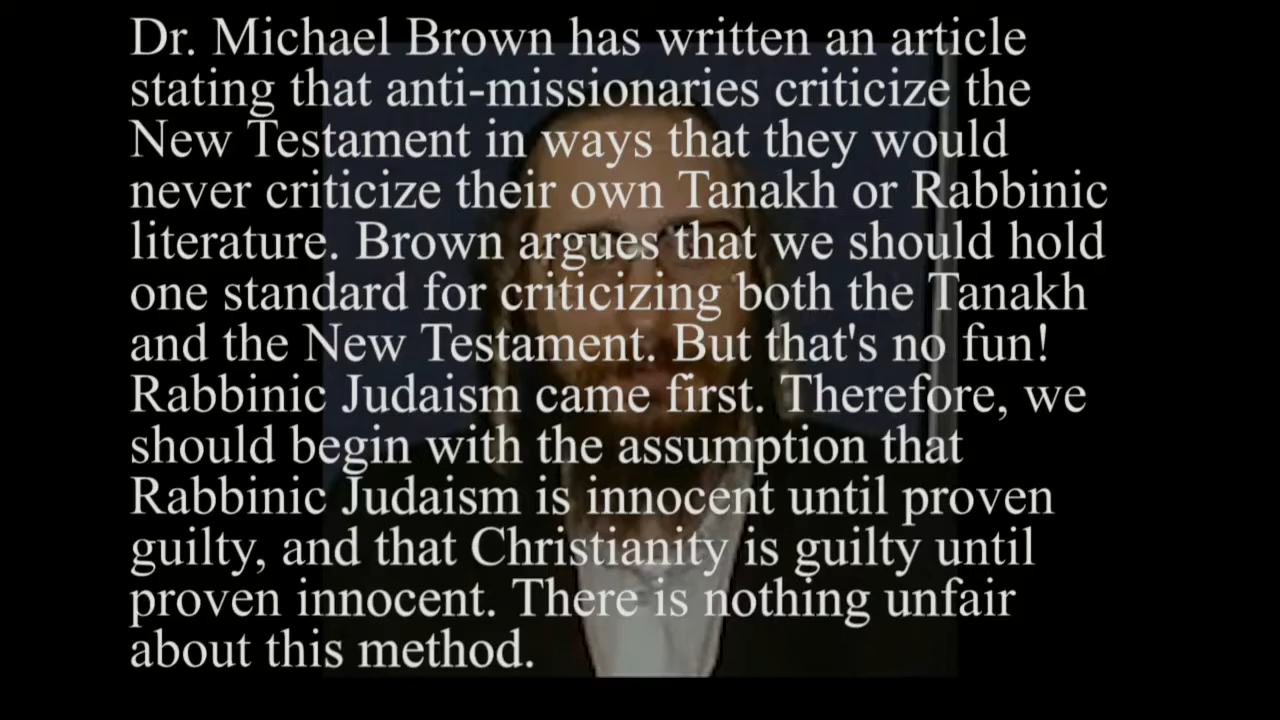 Dr. Michael Brown has written an article
stating that anti-missionaries criticize the
New Testament in ways that they would
never criticize their own Tanakh or Rabbinic
literature. Brown argues that we should hold
one standard for criticizing both the Tanakh
and the New Testament. But that's no fun!
Rabbinic Judaism came first. Therefore, we
should begin with the assumption that
Rabbinic Judaism is innocent until proven
guilty, and that Christianity is guilty until
proven innocent. There is nothing unfair
about this method.